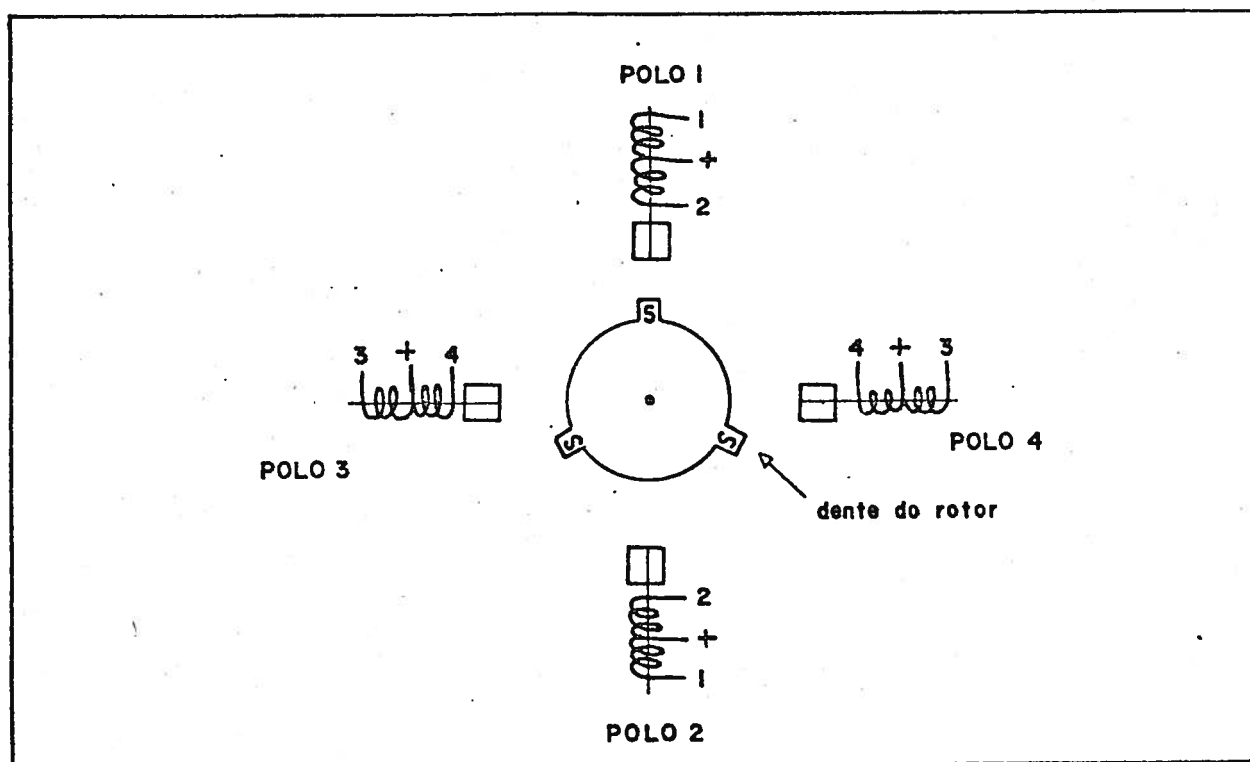 POLO 1
1
+
2
S
3 + 4
4 + 3
S
S
POLO 3
POLO 4
dente do rotor
2
+
1
POLO 2